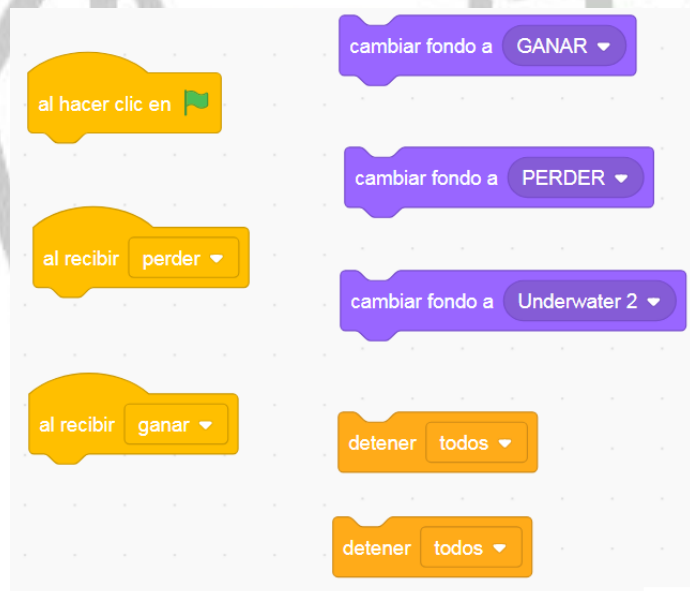 al hacer clic en
al recibir perder
al recibir ganar
cambiar fondo a GANAR
cambiar fondo a PERDER
cambiar fondo a Underwater 2
detener todos
detener todos